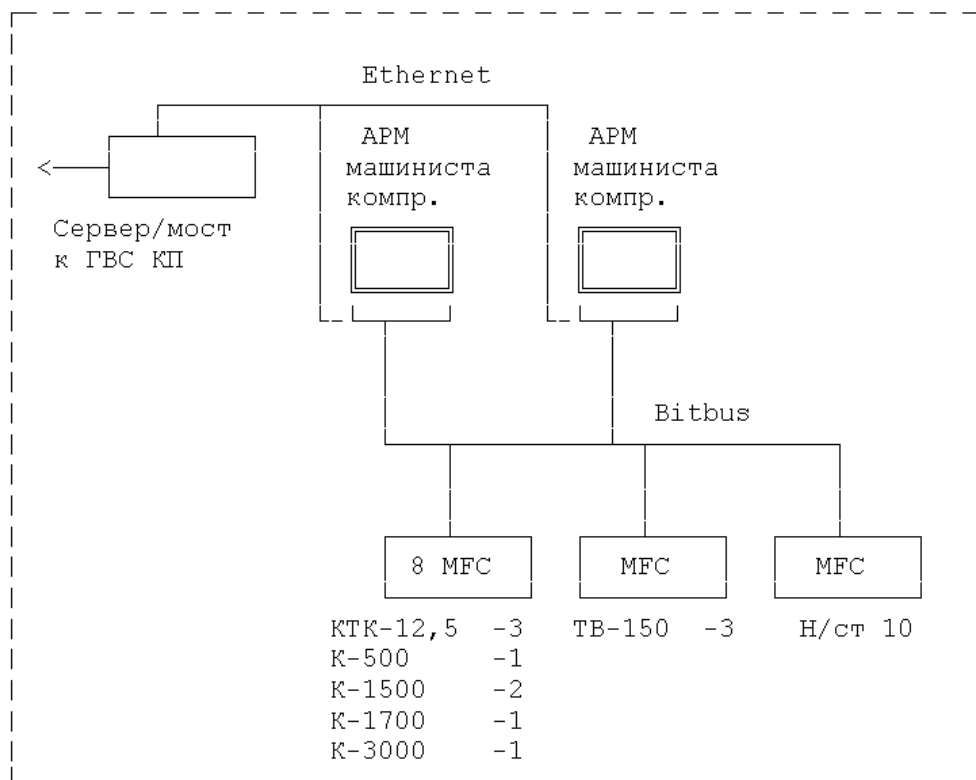 Ethernet
АРМ
машиниста
компр.
АРМ
машиниста
компр.
Сервер/мост
к ГВС КП
Bitbus
8 MFC
MFC
MFC
КТК-12,5 -3
К-500 -1
К-1500 -2
К-1700 -1
К-3000 -1
ТВ-150 -3
Н/ст 10